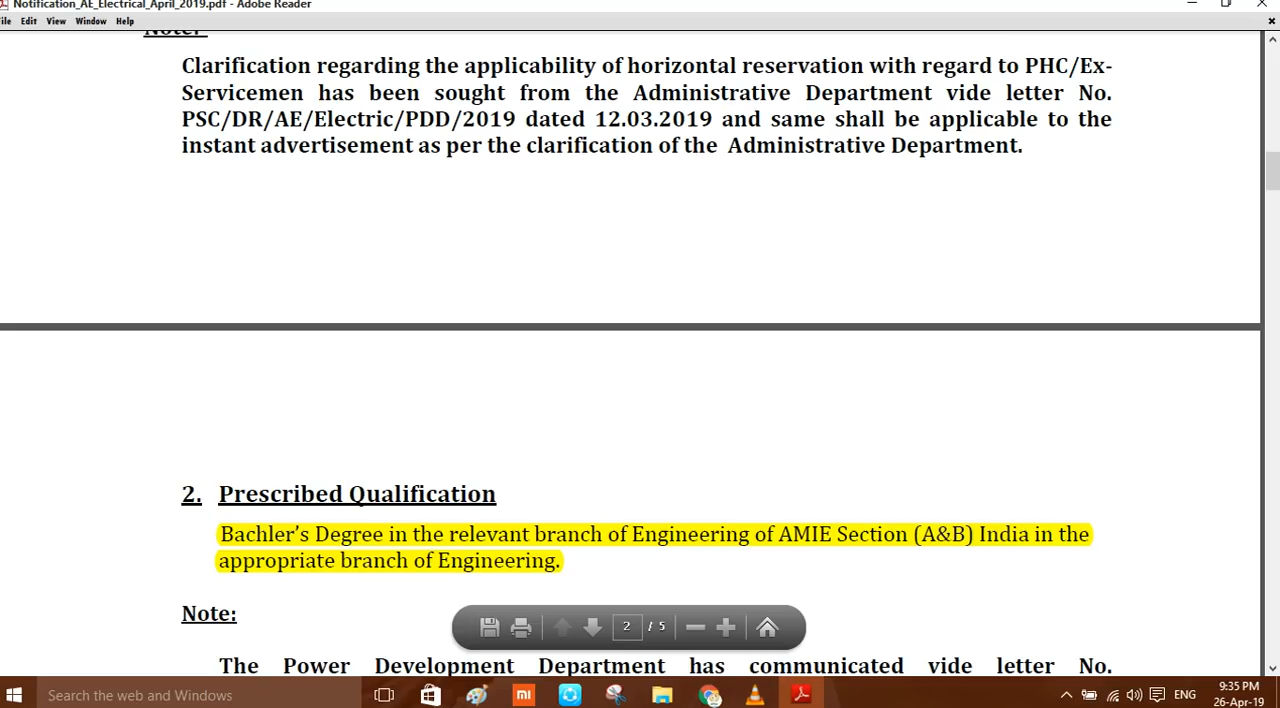 Notification_AE_Electrical_April_2019.pdf - Adobe Reader
File Edit View Window Help
Note:
Clarification regarding the applicability of horizontal reservation with regard to PHC/Ex-
Servicemen has been sought from the Administrative Department vide letter No.
PSC/DR/AE/Electric/PDD/2019 dated 12.03.2019 and same shall be applicable to the
instant advertisement as per the clarification of the Administrative Department.
2. Prescribed Qualification
Bachler’s Degree in the relevant branch of Engineering of AMIE Section (A&B) India in the
appropriate branch of Engineering.
Note:
2 / 5
The Power Development Department has communicated vide letter No.
Search the web and Windows
mi
ENG
9:35 PM
26-Apr-19